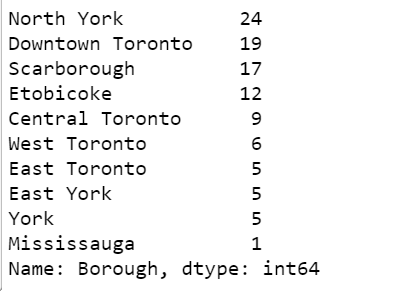 North York 24
Downtown Toronto 19
Scarborough 17
Etobicoke 12
Central Toronto 9
West Toronto 6
East Toronto 5
East York 5
York 5
Mississauga 1
Name: Borough, dtype: int64